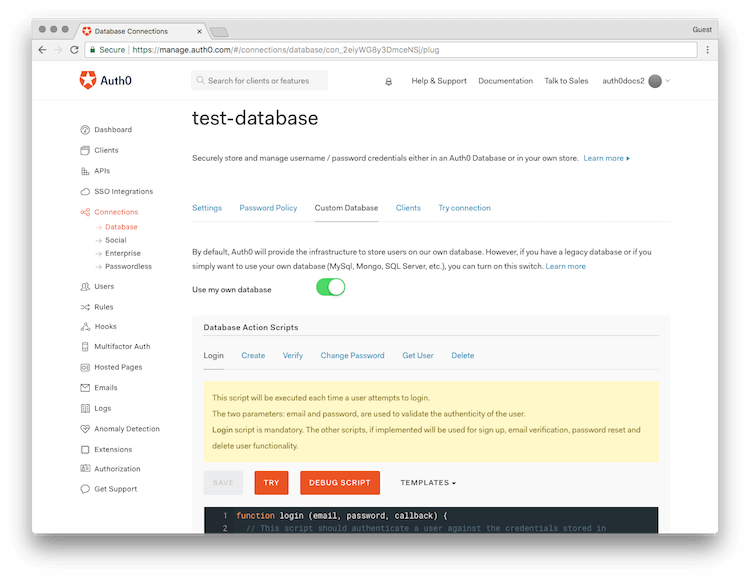 Database Connections
Guest
Secure https://manage.auth0.com/#/connections/database/con_2eiyWG8y3DmceNSj/plug
Auth0
Search for clients or features
Help & Support
Documentation
Talk to Sales
auth0docs2
Dashboard
Clients
APIs
SSO Integrations
Connections
Database
Social
Enterprise
Passwordless
Users
Rules
Hooks
Multifactor Auth
Hosted Pages
Emails
Logs
Anomaly Detection
Extensions
Authorization
Get Support
test-database
Securely store and manage username / password credentials either in an Auth0 Database or in your own store. Learn more
Settings
Password Policy
Custom Database
Clients
Try connection
By default, Auth0 will provide the infrastructure to store users on our own database. However, if you have a legacy database or if you
simply want to use your own database (MySql, Mongo, SQL Server, etc.), you can turn on this switch. Learn more
Use my own database
Database Action Scripts
Login
Create
Verify
Change Password
Get User
Delete
This script will be executed each time a user attempts to login.
The two parameters: email and password, are used to validate the authenticity of the user.
Login script is mandatory. The other scripts, if implemented will be used for sign up, email verification, password reset and
delete user functionality.
SAVE
TRY
DEBUG SCRIPT
TEMPLATES
1 function login (email, password, callback) {
2 // This script should authenticate a user against the credentials stored in